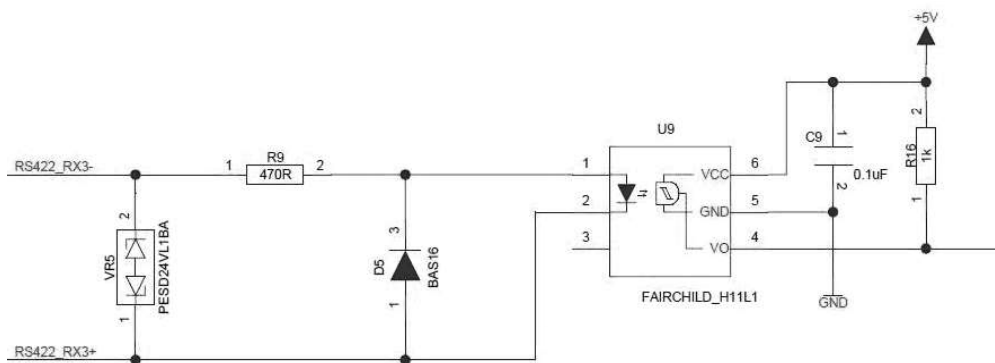 +5V
U9
C9
1
2
R16
1k
R9
RS422_RX3-
1
470R
2
1
VCC
6
0.1uF
2
2
GND
5
2
3
VR5
PESD24VL1BA
3
D5
BAS16
VO
4
1
FAIRCHILD_H11L1
GND
1
1
RS422_RX3+